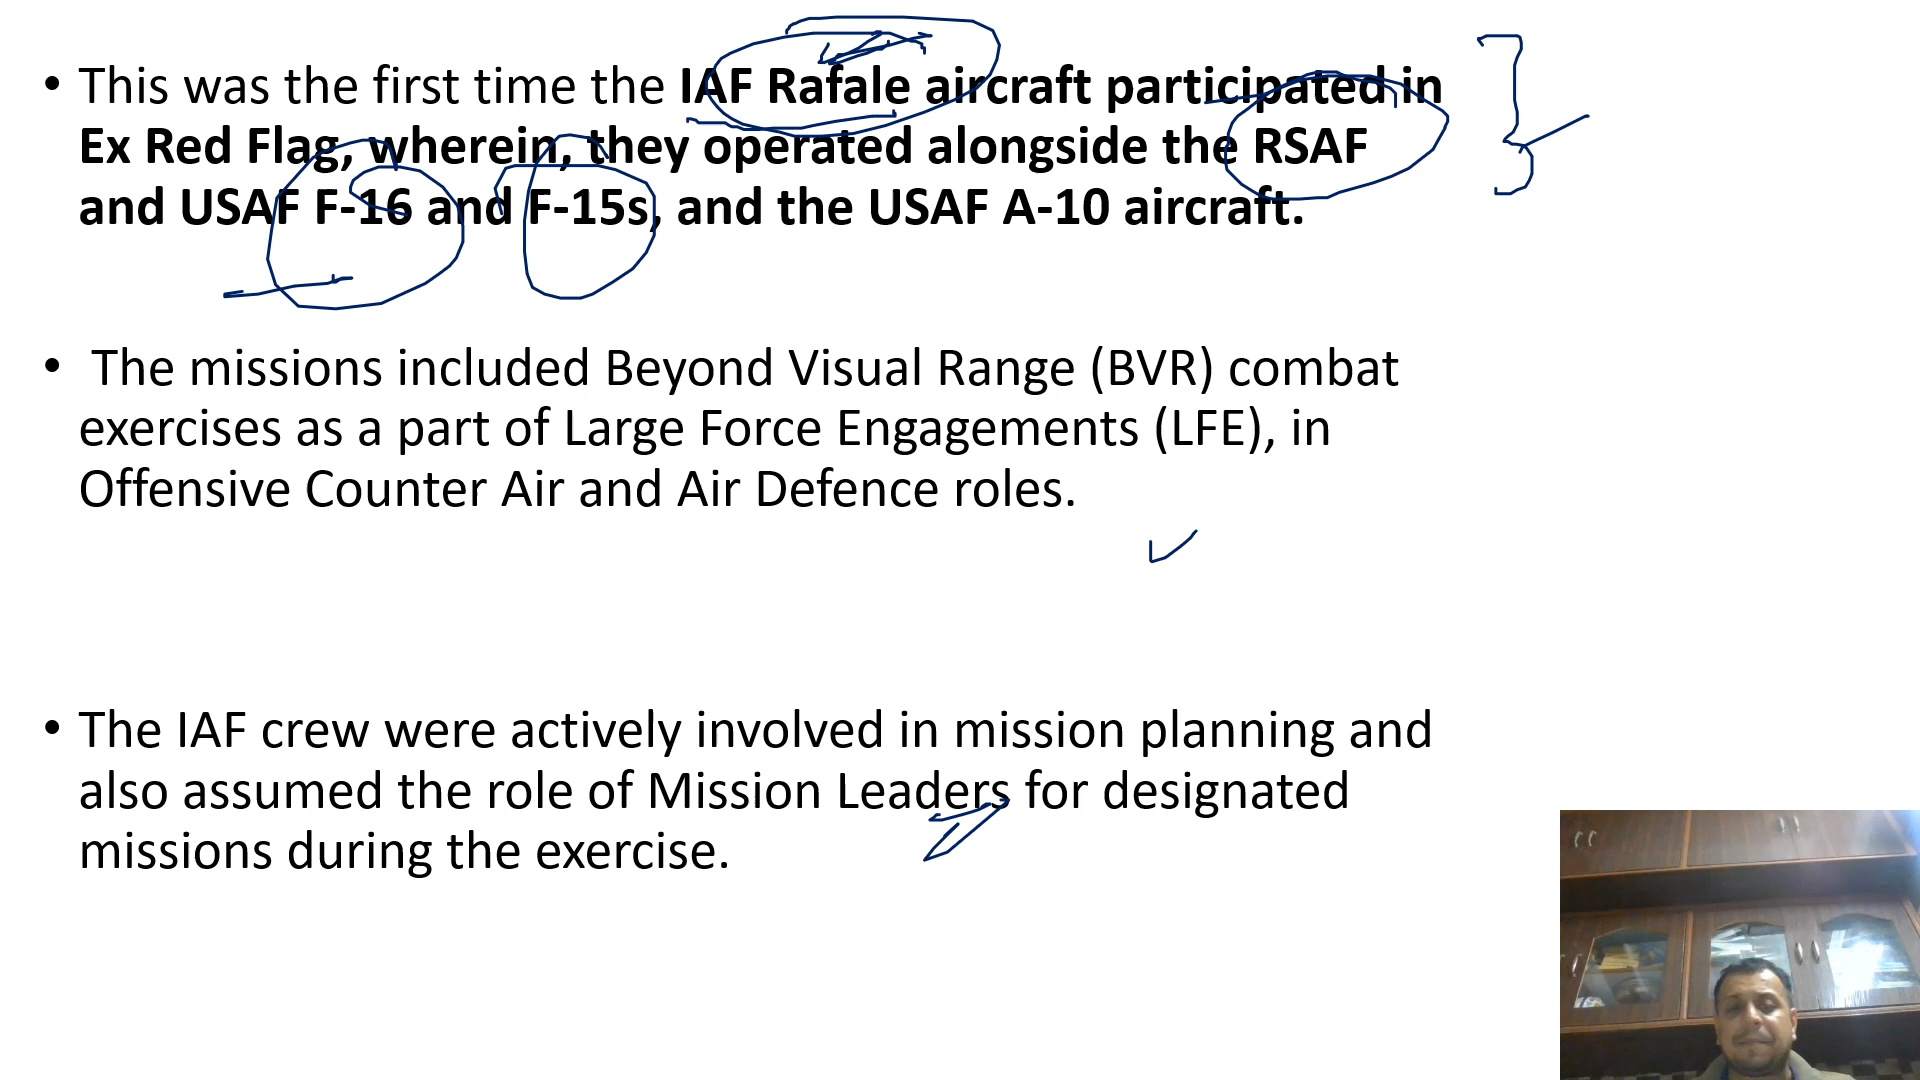 • This was the first time the IAF Rafale aircraft participated in
Ex Red Flag, wherein, they operated alongside the RSAF
and USAF F-16 and F-15s, and the USAF A-10 aircraft.
• The missions included Beyond Visual Range (BVR) combat
exercises as a part of Large Force Engagements (LFE), in
Offensive Counter Air and Air Defence roles.
• The IAF crew were actively involved in mission planning and
also assumed the role of Mission Leaders for designated
missions during the exercise.